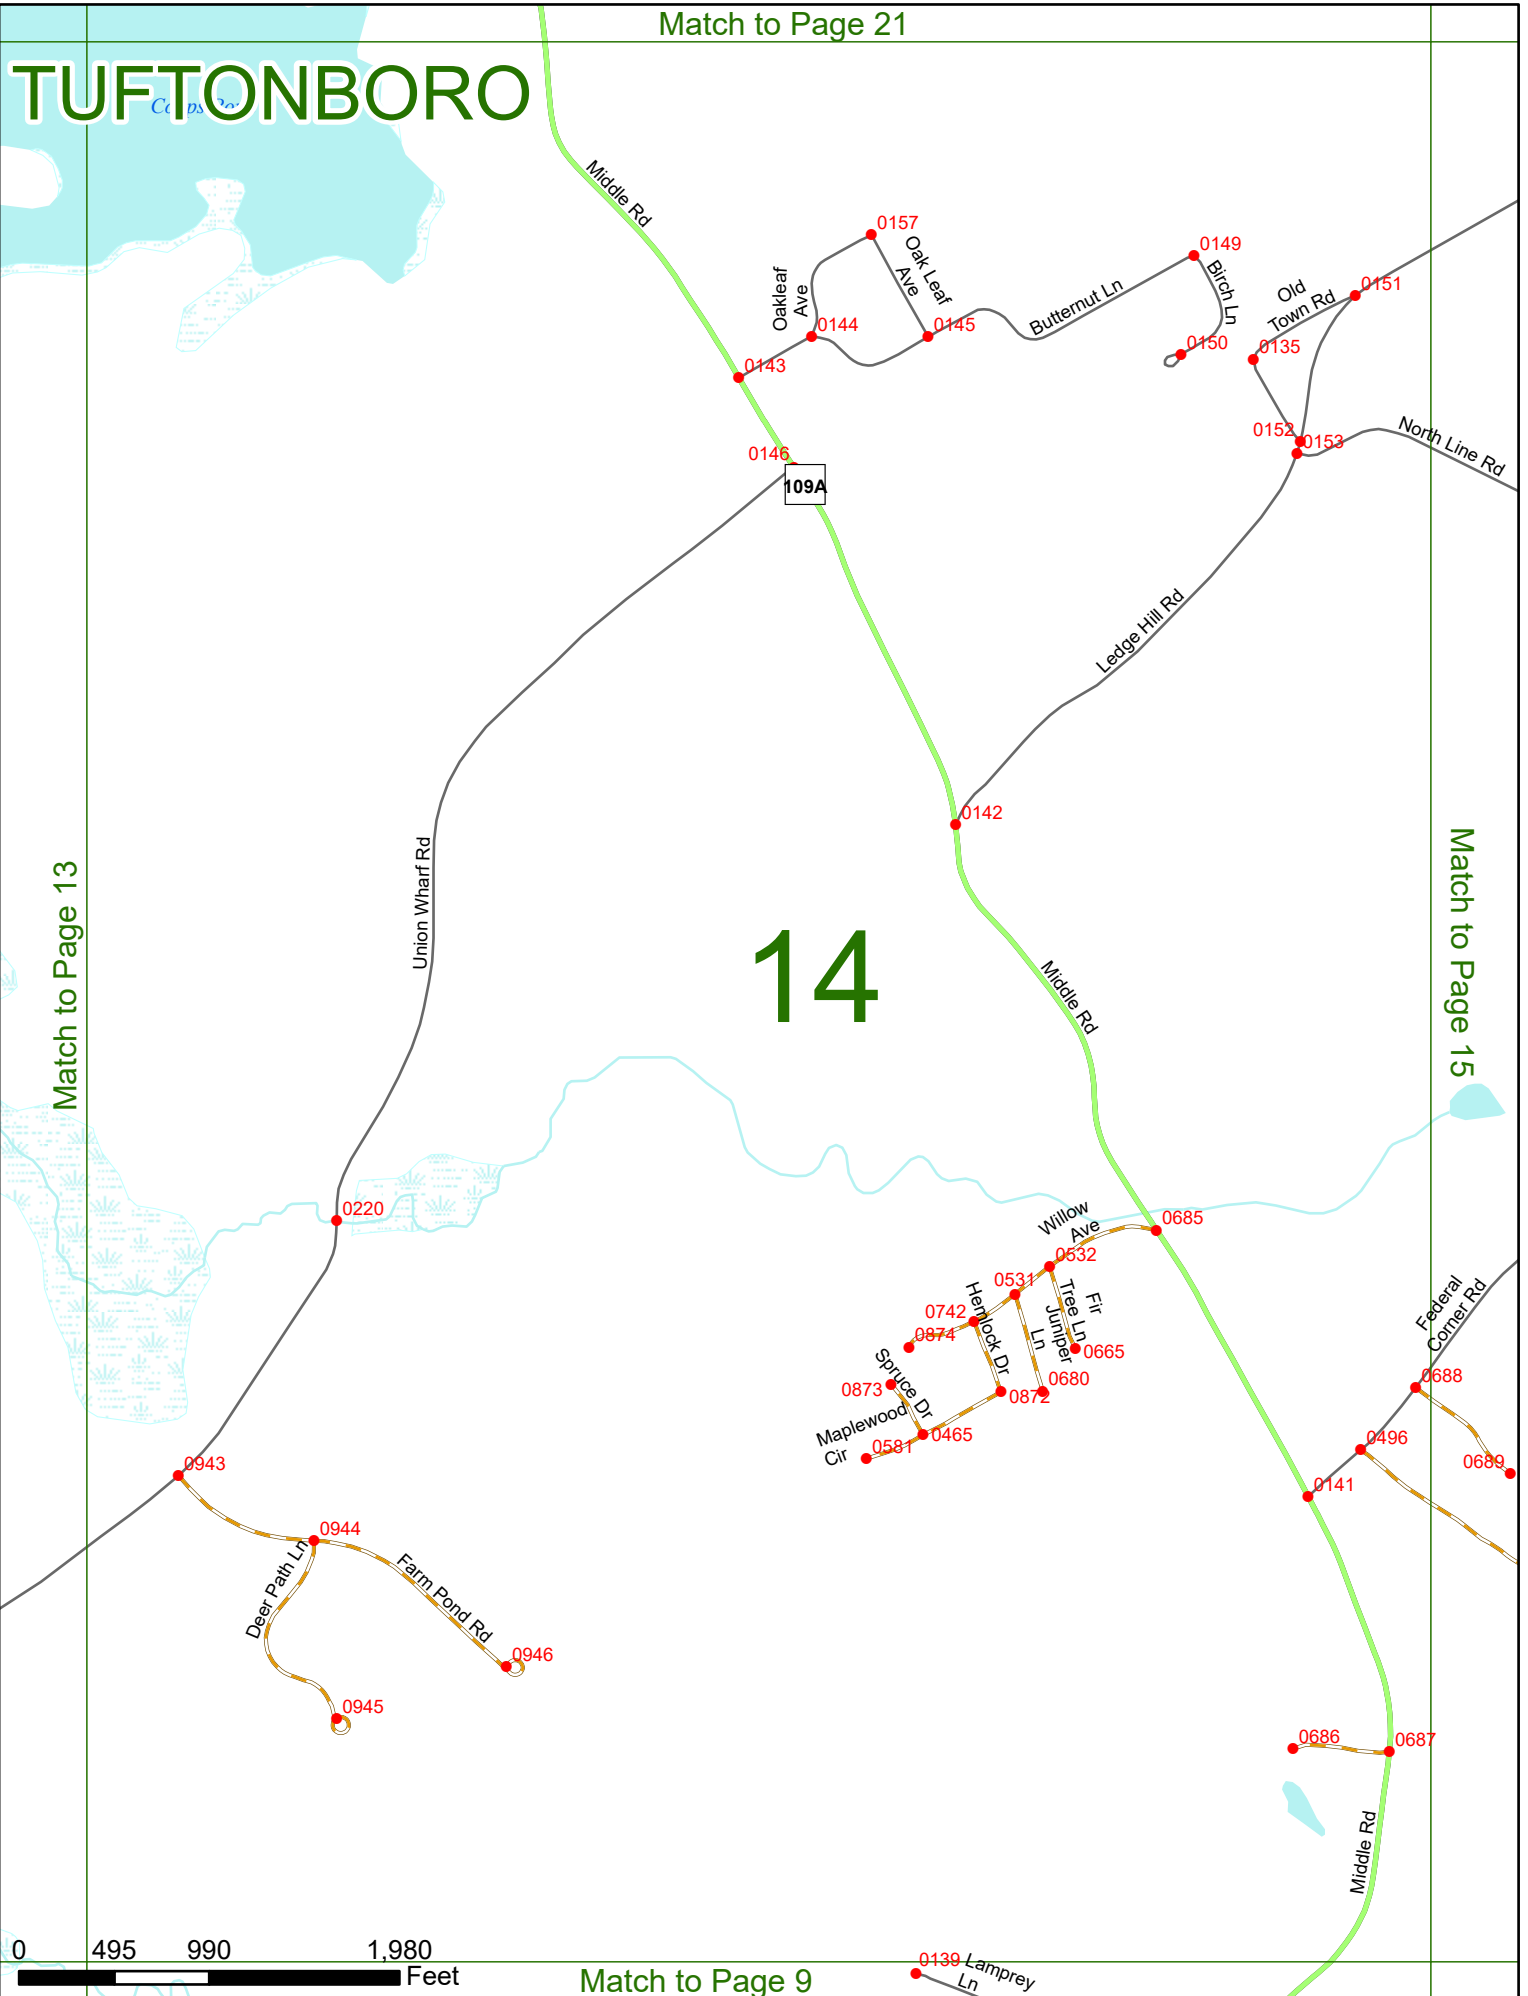 Match to Page 21
TUFTONBORO
Middle Rd
0157
Oak Leaf
Ave
0149
Birch Ln
Old
Town Rd
0151
Oakleaf
Ave
0144
0145
Butternut Ln
0150
0135
0143
0152
0153
North Line Rd
0146
109A
Ledge Hill Rd
0142
Union Wharf Rd
Match to Page 13
14
Match to Page 15
Middle Rd
0220
Willow
Ave
0685
0532
0531
Fir
Tree Ln
Juniper
Ln
0742
Hemlock Dr
0874
0665
Federal
Corner Rd
Spruce Dr
0873
0872
0680
0688
Maplewood
Cir
0581
0465
0496
0689
0943
0141
0944
Deer Path Ln
Farm Pond Rd
0946
0945
0686
0687
Middle Rd
0 495 990 1,980
Feet
Match to Page 9
0139
Lamprey
Ln